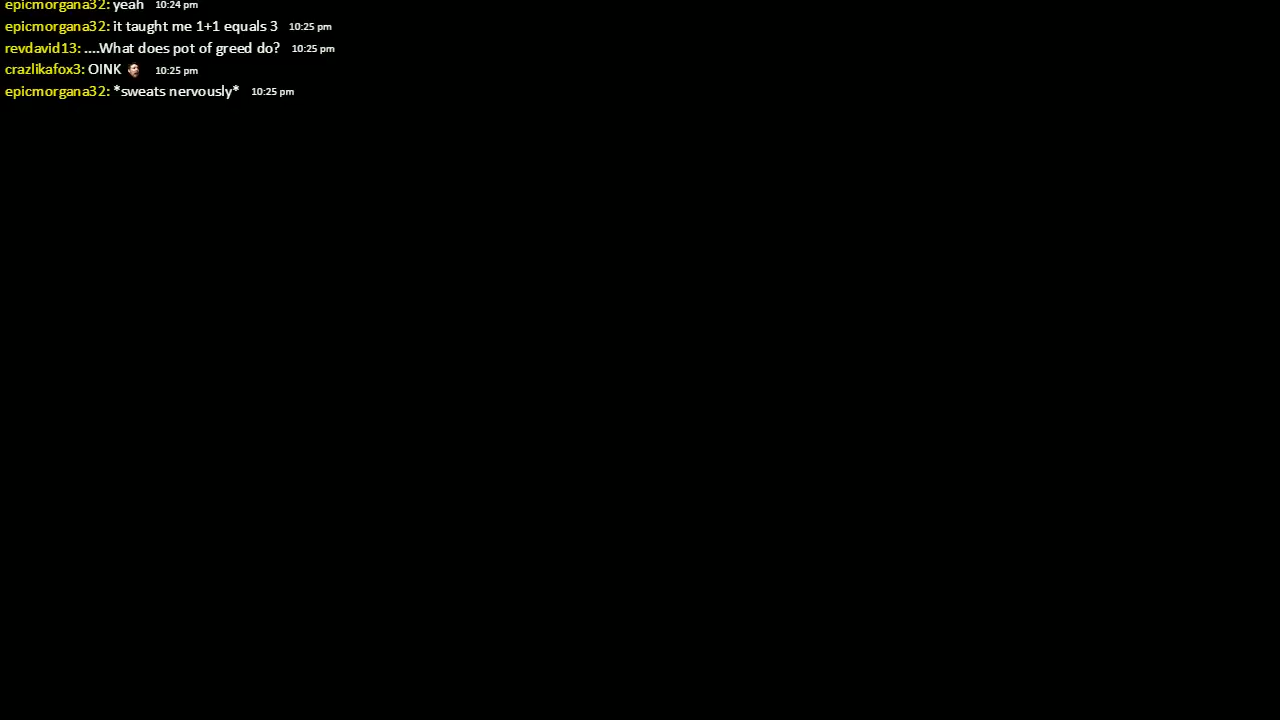 epicmorgana32: yeah 10:24 pm
epicmorgana32: it taught me 1+1 equals 3 10:25 pm
revdavid13: ....What does pot of greed do? 10:25 pm
crazlikafox3: OINK 10:25 pm
epicmorgana32: *sweats nervously* 10:25 pm